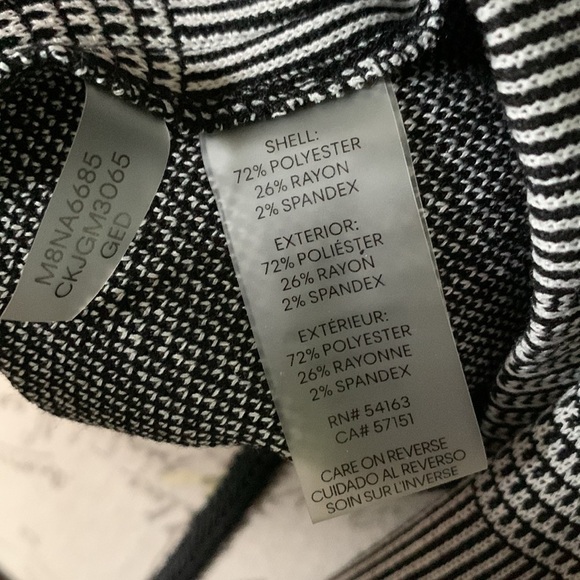 M8NA6685
CKJGM3065
GED
SHELL:
72% POLYESTER
26% RAYON
2% SPANDEX
EXTERIOR:
72% POLIÉSTER
26% RAYÓN
2% SPANDEX
EXTÉRIEUR:
72% POLYESTER
26% RAYONNE
2% SPANDEX
RN# 54163
CA# 57151
CARE ON REVERSE
CUIDADO AL REVERSO
SOIN SUR L'INVERSE